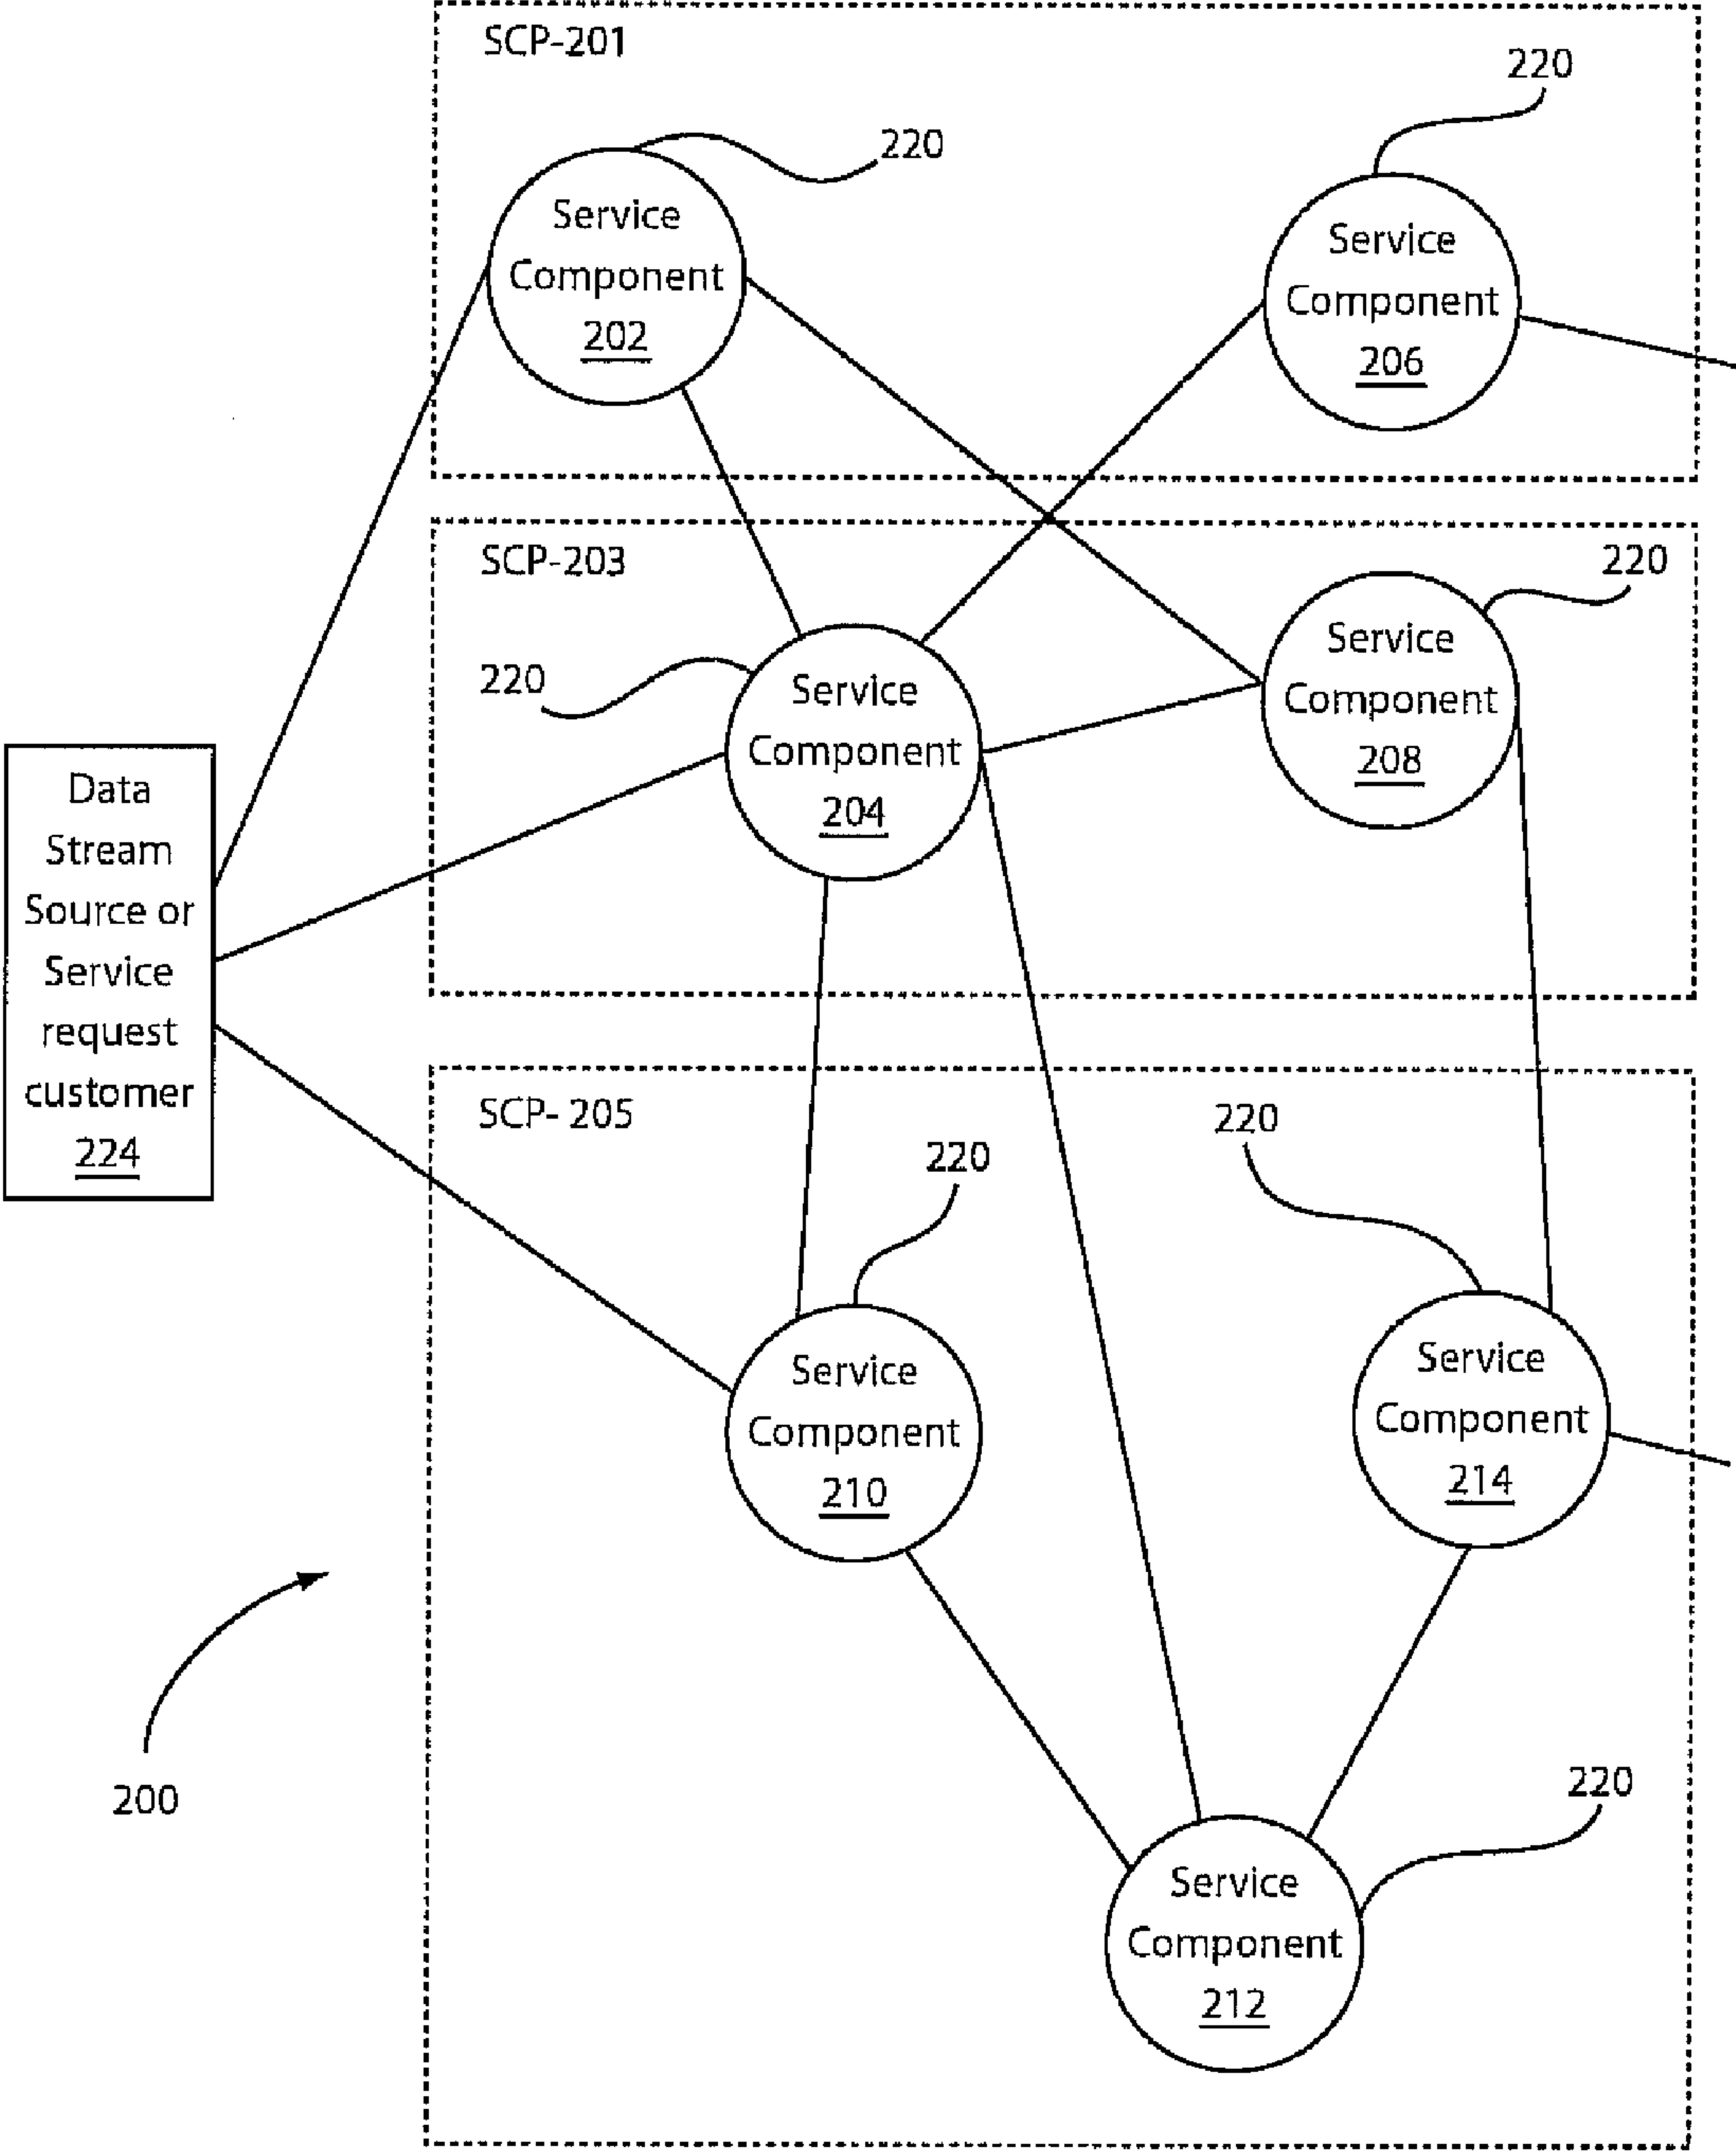 SCP-201
220
220
Service
Component
202
Service
Component
206
SCP-203
220
220
Service
Component
204
Service
Component
208
Data
Stream
Source or
Service
request
customer
224
SCP- 205
220
220
Service
Component
210
Service
Component
214
200
220
Service
Component
212